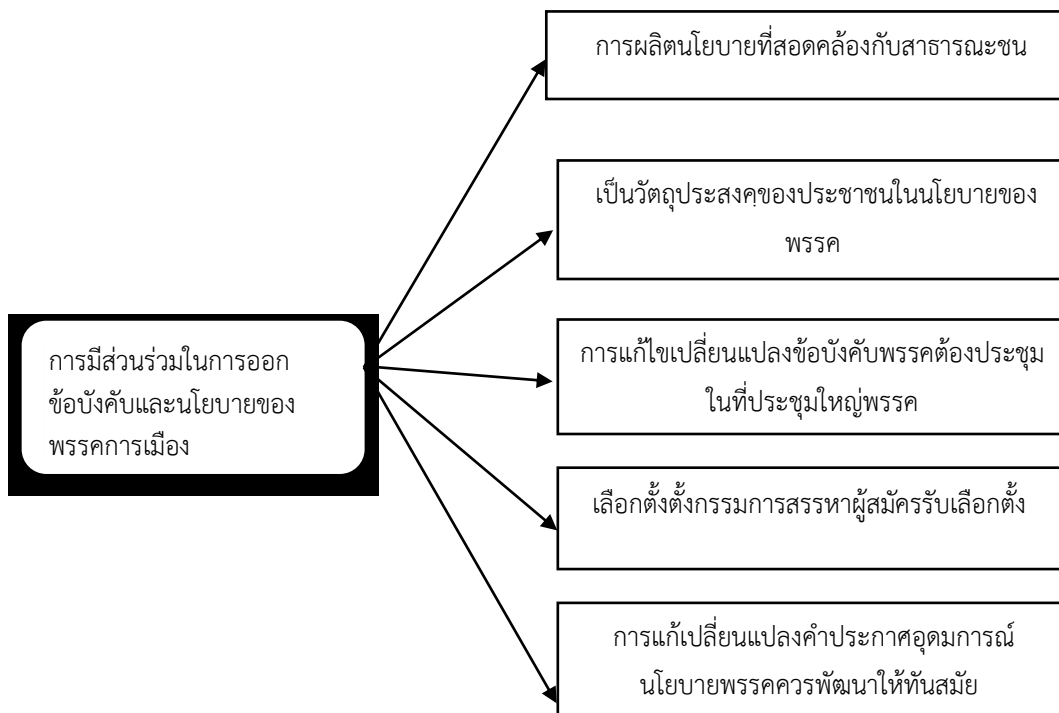 การผลิตนโยบายที่สอดคล้องกับสาธารณะชน
เป็นวัตถุประสงคฺของประชาชนในนโยบายของ
พรรค
การมีส่วนร่วมในการออก
ข้อบังคับและนโยบายของ
พรรคการเมือง
การแก้ไขเปลี่ยนแปลงข้อบังคับพรรคต้องประชุม
ในที่ประชุมใหญ่พรรค
เลือกตั้งตั้งกรรมการสรรหาผู้สมัครรับเลือกตั้ง
การแก้เปลี่ยนแปลงคำประกาศอุดมการณ์
นโยบายพรรคควรพัฒนาให้ทันสมัย